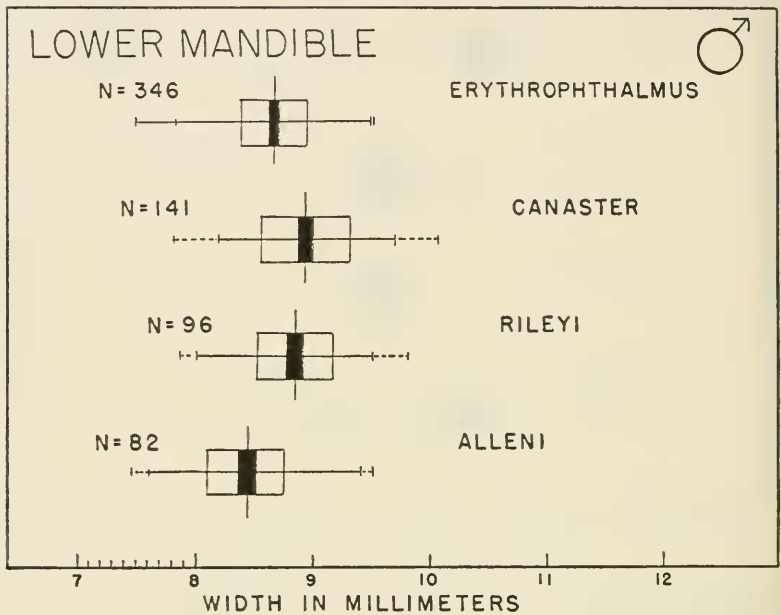 LOWER MANDIBLE
N=346 ERYTHROPHTHALMUS
N=141 CANASTER
N=96 RILEYI
N=82 ALLENI
7 8 9 10 11 12
WIDTH IN MILLIMETERS